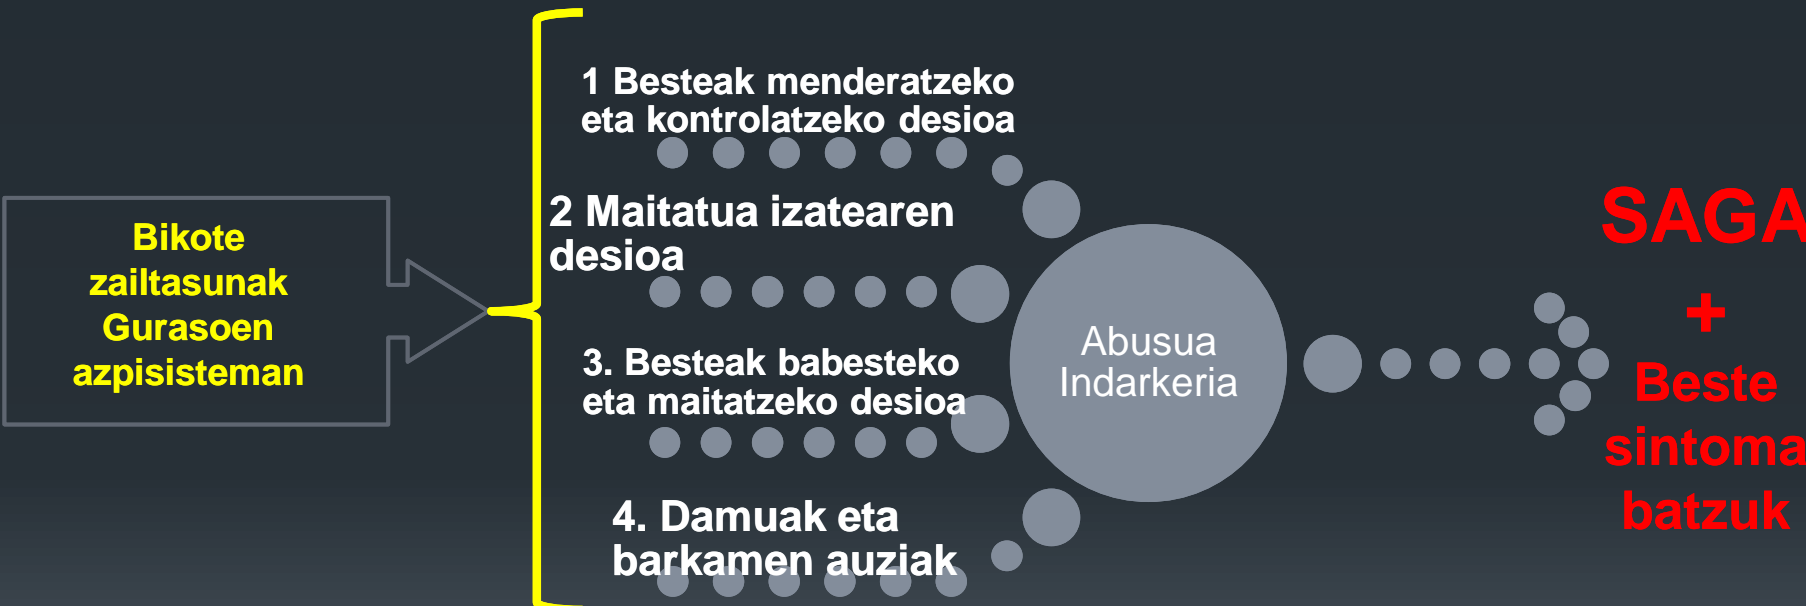 Bikote
zailtasunak
Gurasoen
azpisisteman
1 Besteak menderatzeko
eta kontrolatzeko desioa
2 Maitatua izatearen
desioa
3. Besteak babesteko
eta maitatzeko desioa
4. Damuak eta
barkamen auziak
Abusua
Indarkeria
SAGA
+
Beste
sintoma
batzuk